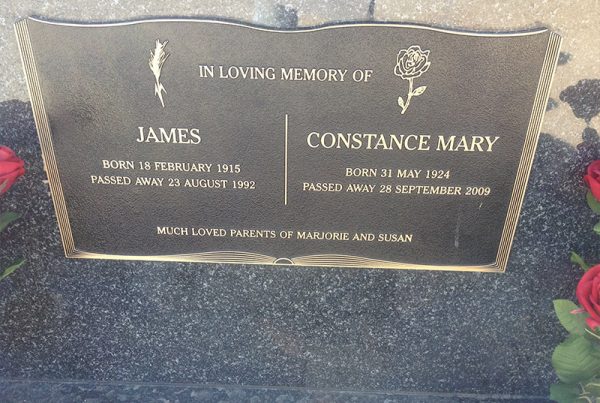 IN LOVING MEMORY OF
JAMES
BORN 18 FEBRUARY 1915
PASSED AWAY 23 AUGUST 1992
CONSTANCE MARY
BORN 31 MAY 1924
PASSED AWAY 28 SEPTEMBER 2009
MUCH LOVED PARENTS OF MARJORIE AND SUSAN